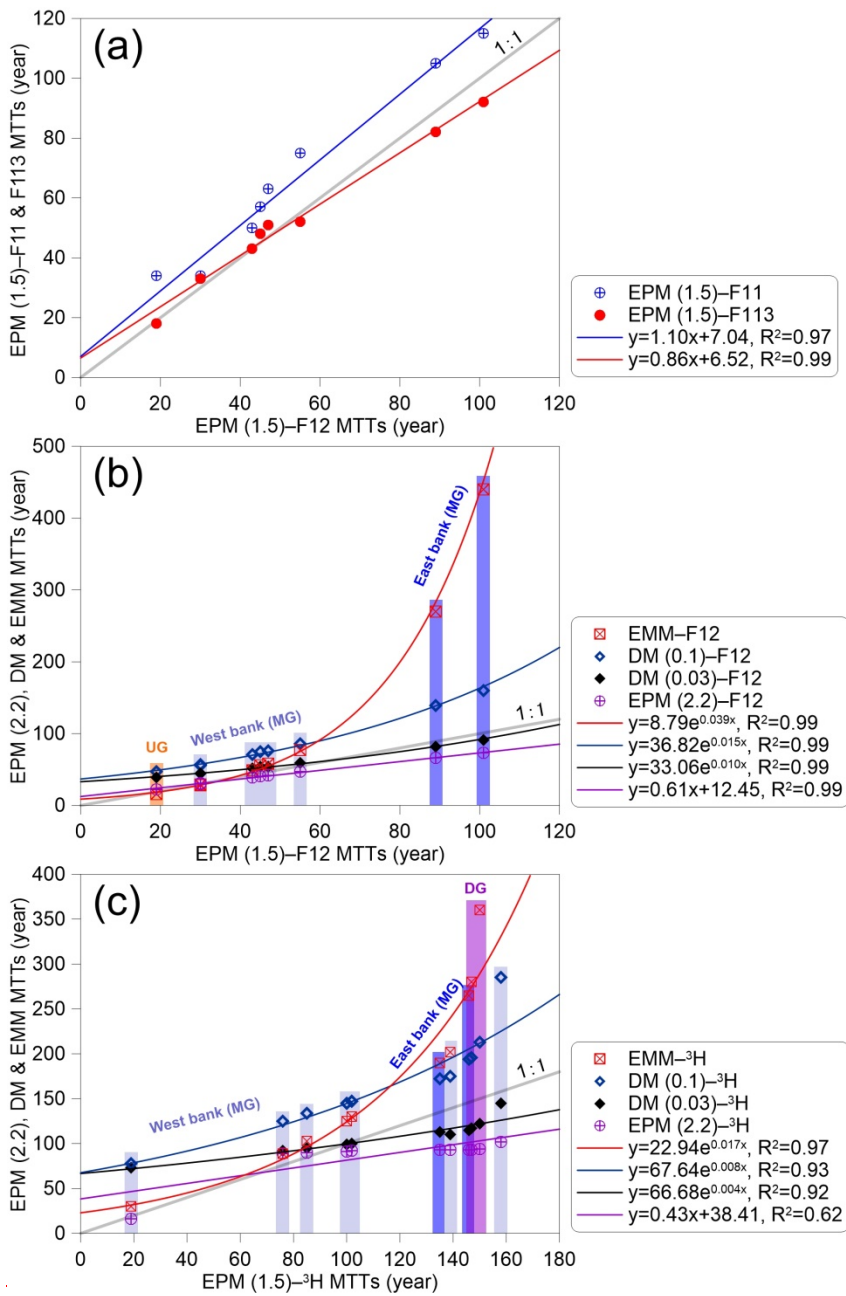 (a)
1:1
120
100
80
60
40
20
0
EPM (1.5)–F11 & F113 MTTs (year)
0 20 40 60 80 100 120
EPM (1.5)–F12 MTTs (year)
EPM (1.5)–F11
EPM (1.5)–F113
y=1.10x+7.04, R²=0.97
y=0.86x+6.52, R²=0.99
(b)
500
400
300
200
100
0
EPM (2.2), DM & EMM MTTs (year)
UG
West bank (MG)
East bank (MG)
1:1
0 20 40 60 80 100 120
EPM (1.5)–F12 MTTs (year)
EMM–F12
DM (0.1)–F12
DM (0.03)–F12
EPM (2.2)–F12
y=8.79e^0.039x, R²=0.99
y=36.82e^0.015x, R²=0.99
y=33.06e^0.010x, R²=0.99
y=0.61x+12.45, R²=0.99
(c)
400
350
300
250
200
150
100
50
0
EPM (2.2), DM & EMM MTTs (year)
West bank (MG)
East bank (MG)
DG
1:1
0 20 40 60 80 100 120 140 160 180
EPM (1.5)–³H MTTs (year)
EMM–³H
DM (0.1)–³H
DM (0.03)–³H
EPM (2.2)–³H
y=22.94e^0.017x, R²=0.97
y=67.64e^0.008x, R²=0.93
y=66.68e^0.004x, R²=0.92
y=0.43x+38.41, R²=0.62